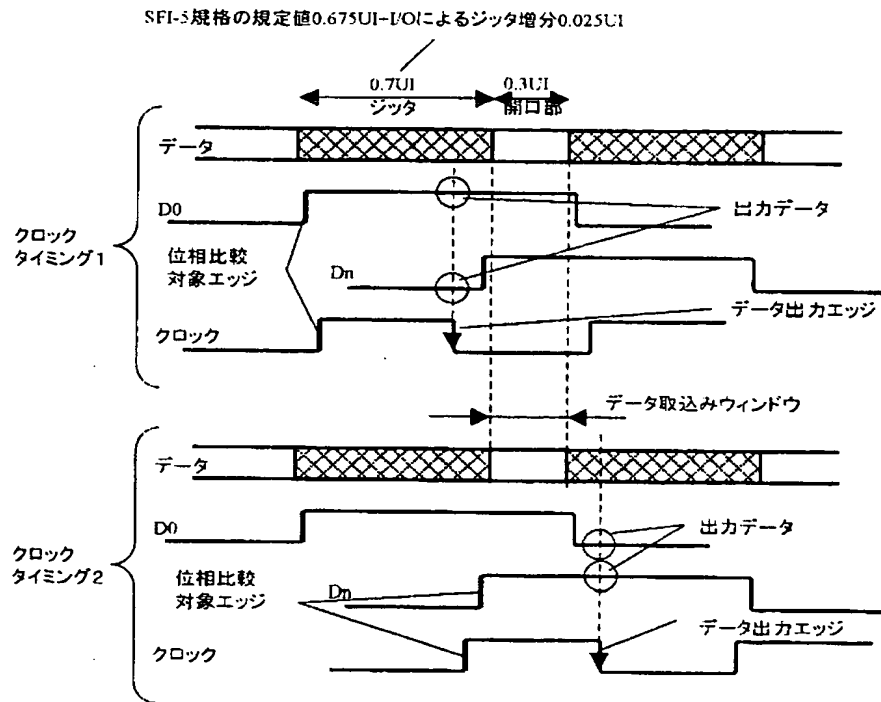 SFI-5規格の規定値0.675UI+I/Oによるジッタ増分0.025UI
0.7UI
ジッタ
0.3UI
開口部
データ
D0
出力データ
クロック
タイミング1
位相比較
対象エッジ
Dn
データ出力エッジ
クロック
データ取込みウィンドウ
データ
D0
出力データ
クロック
タイミング2
位相比較
対象エッジ
Dn
データ出力エッジ
クロック